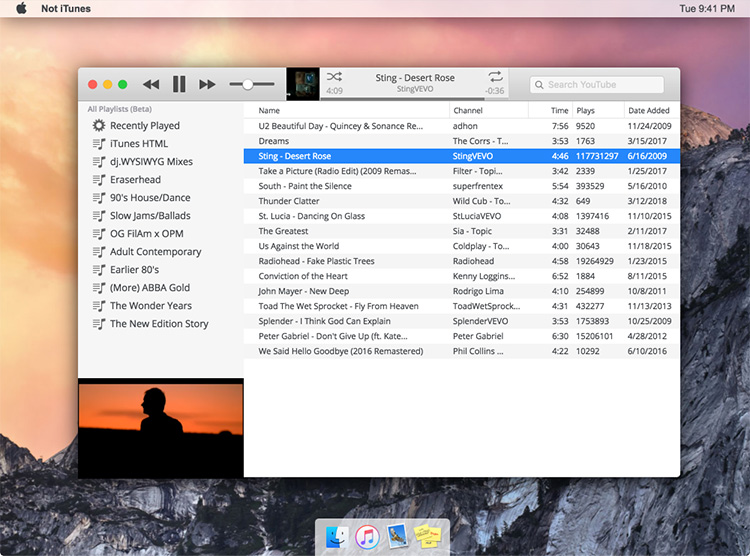 Not iTunes
Tue 9:41 PM
Sting - Desert Rose
4:09 StingVEVO -0:36
Search YouTube
All Playlists (Beta)
Recently Played
iTunes HTML
dj.WYSIWYG Mixes
Eraserhead
90's House/Dance
Slow Jams/Ballads
OG FilAm x OPM
Adult Contemporary
Earlier 80's
(More) ABBA Gold
The Wonder Years
The New Edition Story
Name Channel Time Plays Date Added
U2 Beautiful Day - Quincey & Sonance Re... adhon 7:56 9520 11/24/2009
Dreams The Corrs - T... 3:53 1763 3/15/2017
Sting - Desert Rose StingVEVO 4:46 117731297 6/16/2009
Take a Picture (Radio Edit) (2009 Remas... Filter - Topi... 3:42 2339 1/25/2017
South - Paint the Silence superfrentex 5:54 393529 5/16/2010
Thunder Clatter Wild Cub - To... 4:32 649 3/12/2018
St. Lucia - Dancing On Glass StLuciaVEVO 4:08 1397416 11/10/2015
The Greatest Sia - Topic 3:31 32488 2/11/2017
Us Against the World Coldplay - To... 4:00 30643 11/18/2015
Radiohead - Fake Plastic Trees Radiohead 4:58 19264929 1/23/2015
Conviction of the Heart Kenny Loggins... 6:52 1884 8/11/2015
John Mayer - New Deep Rodrigo Lima 4:10 254899 10/8/2011
Toad The Wet Sprocket - Fly From Heaven ToadWetSprock... 4:31 432277 11/13/2013
Splender - I Think God Can Explain SplenderVEVO 3:53 1753893 10/25/2009
Peter Gabriel - Don't Give Up (ft. Kate... Peter Gabriel 6:30 15206101 4/28/2012
We Said Hello Goodbye (2016 Remastered) Phil Collins ... 4:22 10292 6/10/2016